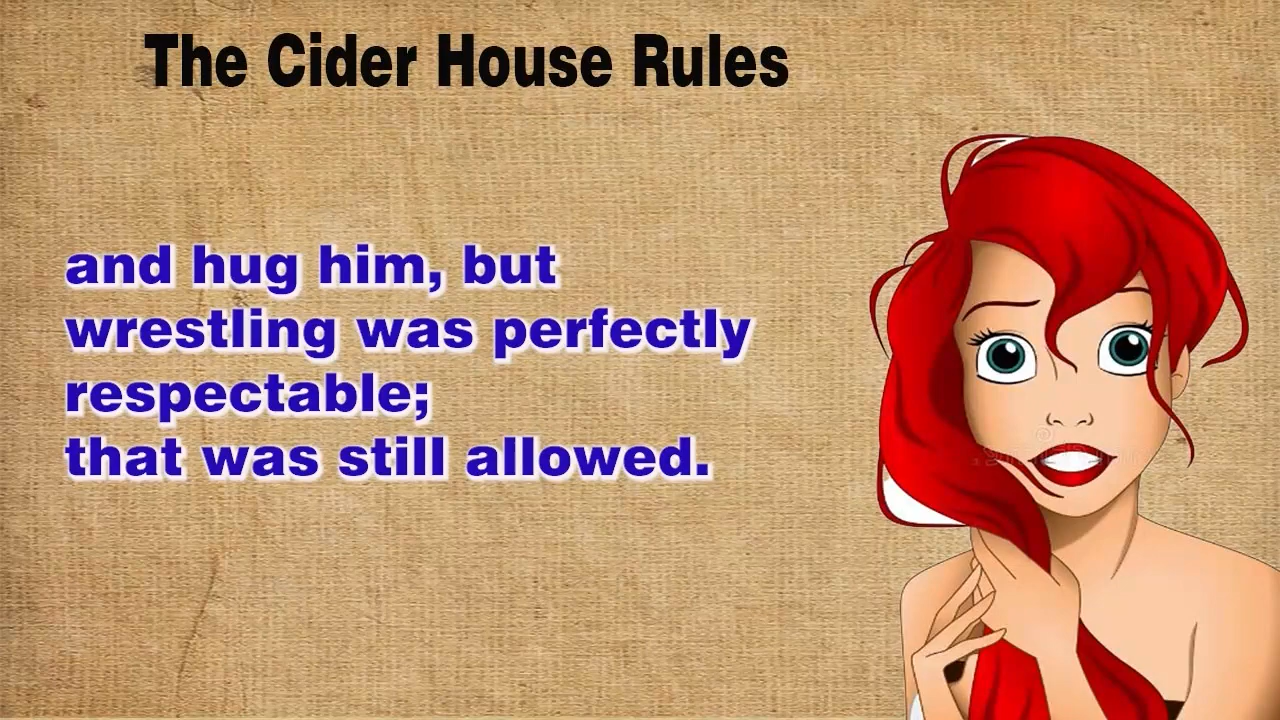 The Cider House Rules
and hug him, but
wrestling was perfectly
respectable;
that was still allowed.